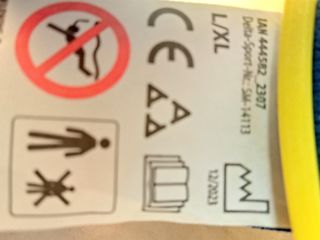 IAN 444582_2307
Delta-Sport-Nr.: SM-14113
L/XL
CE
12/2023